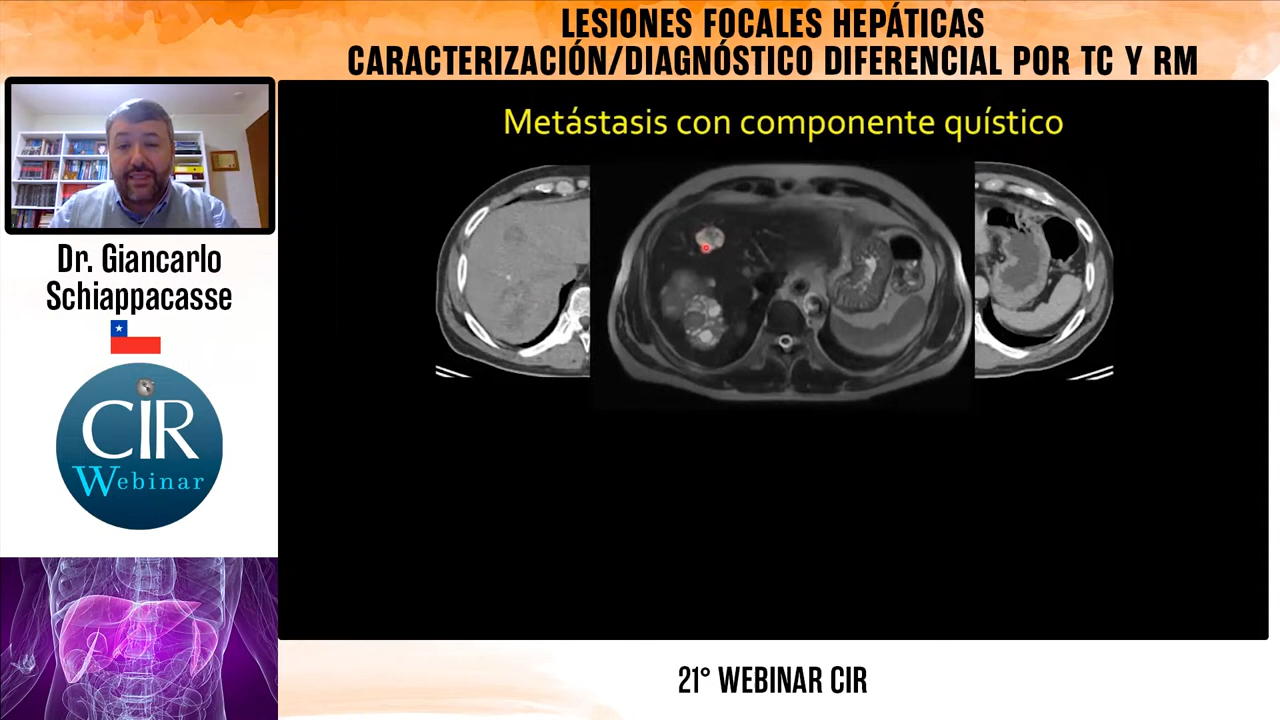 LESIONES FOCALES HEPÁTICAS
CARACTERIZACIÓN/DIAGNÓSTICO DIFERENCIAL POR TC Y RM
Metástasis con componente quístico
Dr. Giancarlo
Schiappacasse
CIR
Webinar
21° WEBINAR CIR